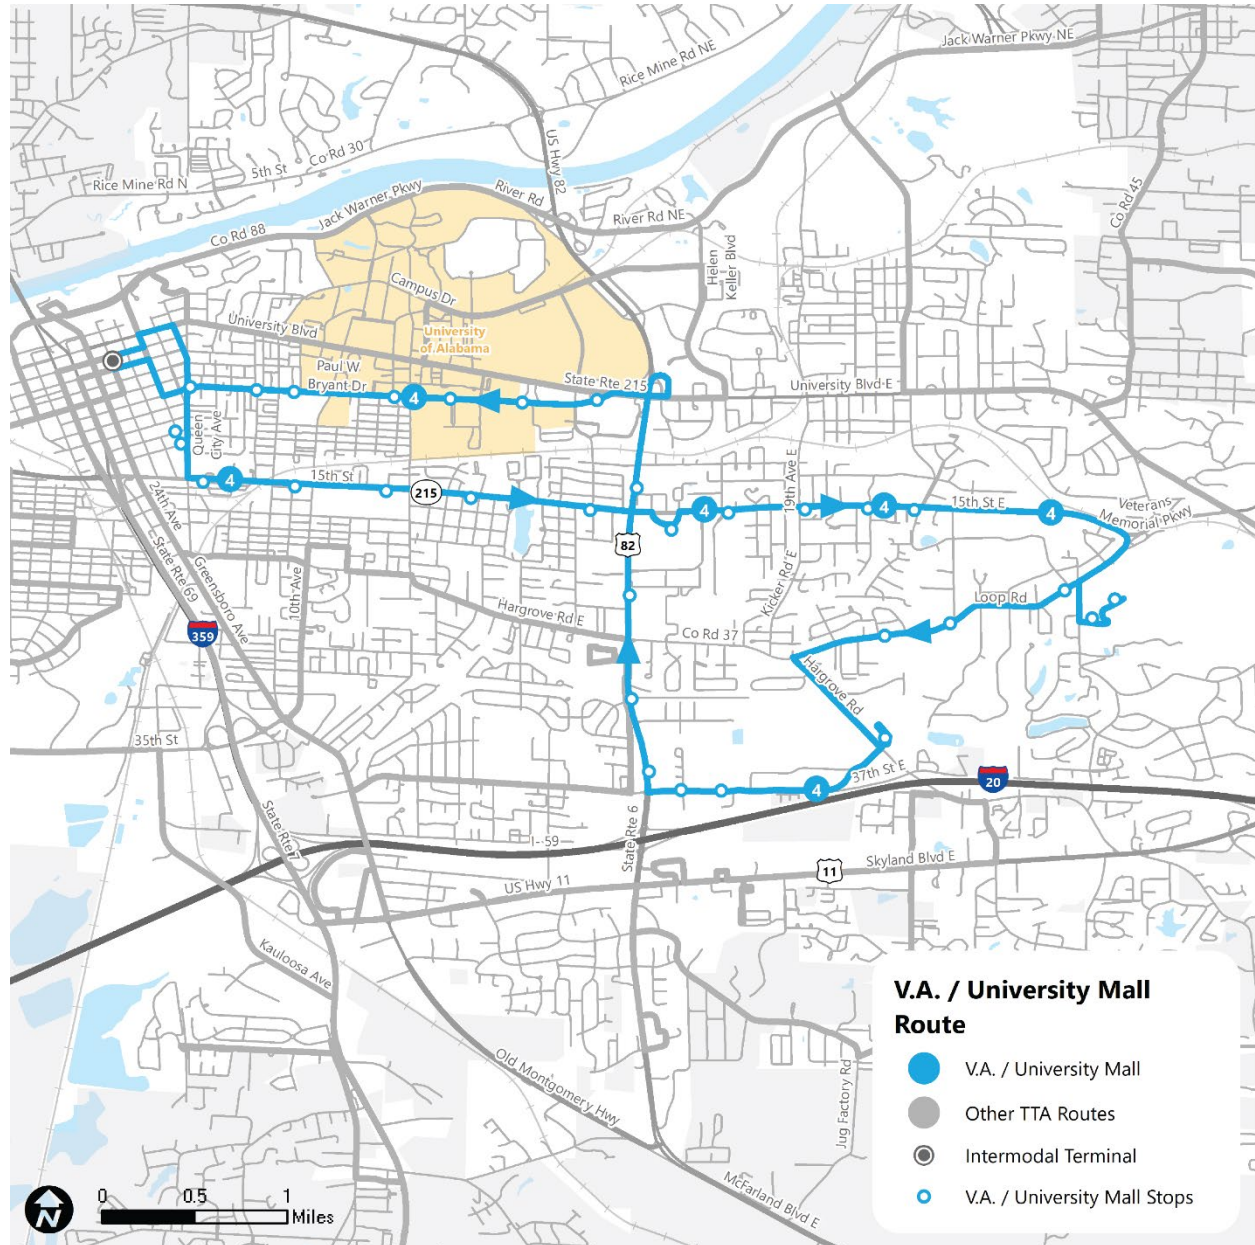 Jack Warner Pkwy NE
Rice Mine Rd NE
US Hwy 82
Co Rd 30
5th St
Rice Mine Rd N
Co Rd 45
River Rd
Jack Warner Pkwy
River Rd NE
Co Rd 88
Helen
Keller Blvd
Campus Dr
University Blvd
University
of Alabama
Paul W
Bryant Dr
State Rte 215
University Blvd E
4
Queen
City Ave
19th Ave E
15th St
4
215
4
4
15th St E
4
Veterans
Memorial Pkwy
24th Ave
82
State Rte 69
Greensboro Ave
10th Ave
Kicker Rd E
Loop Rd
Hargrove Rd E
Co Rd 37
359
Hargrove Rd
35th St
37th St E
4
20
State Rte 7
State Rte 6
I- 59
Skyland Blvd E
11
US Hwy 11
Kauloosa Ave
Old Montgomery Hwy
Jug Factory Rd
McFarland Blvd E
V.A. / University Mall
Route
V.A. / University Mall
Other TTA Routes
Intermodal Terminal
V.A. / University Mall Stops
N
0 0.5 1
Miles